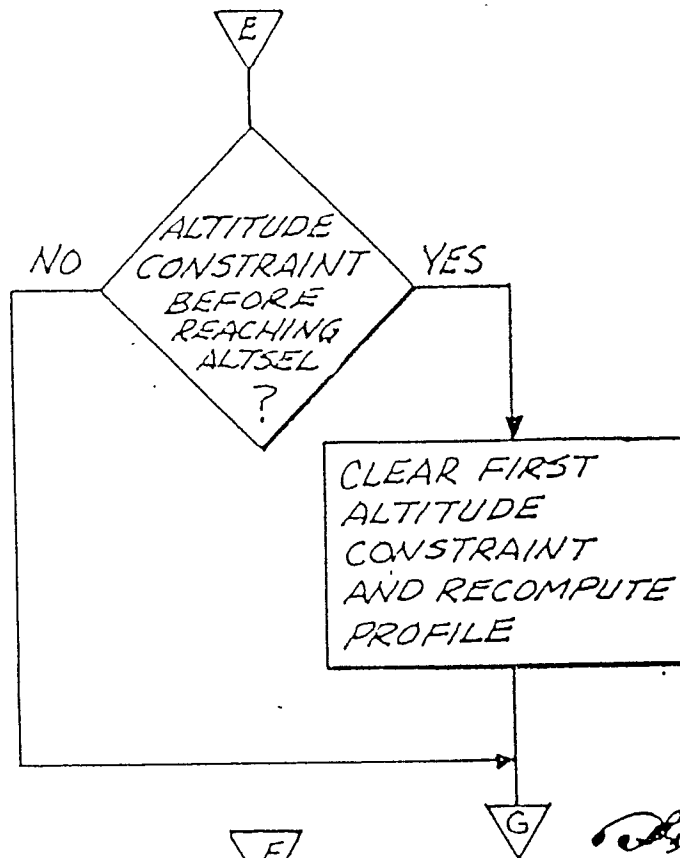 E
ALTITUDE
CONSTRAINT
BEFORE
REACHING
ALTSEL
?
NO
YES
CLEAR FIRST
ALTITUDE
CONSTRAINT
AND RECOMPUTE
PROFILE
G